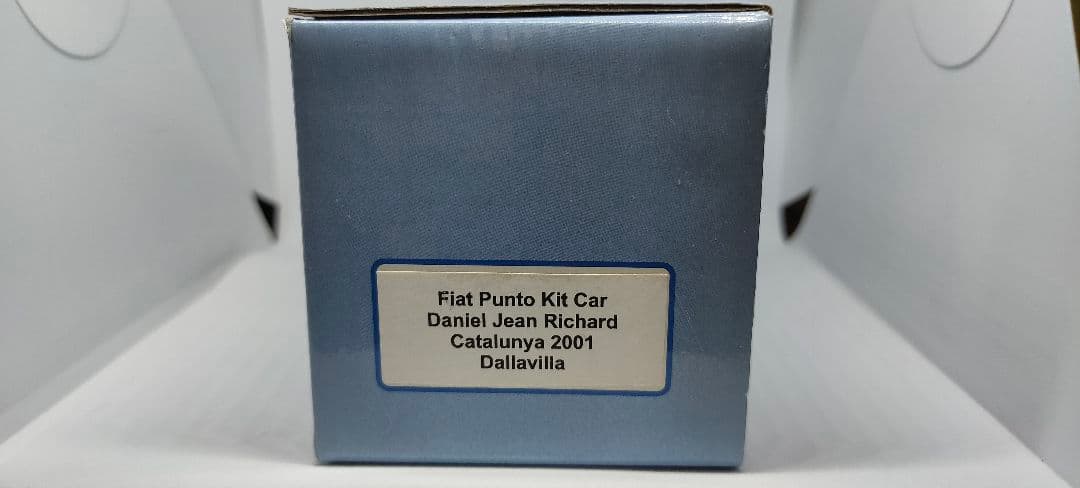 Fiat Punto Kit Car
Daniel Jean Richard
Catalunya 2001
Dallavilla